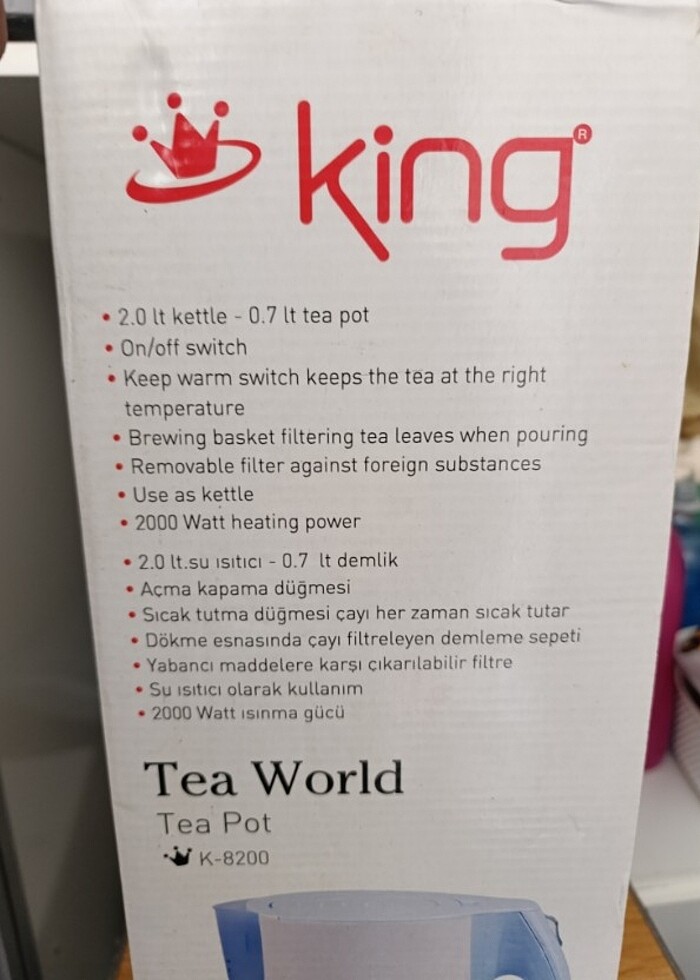 king®
• 2.0 lt kettle - 0.7 lt tea pot
• On/off switch
• Keep warm switch keeps the tea at the right
temperature
• Brewing basket filtering tea leaves when pouring
• Removable filter against foreign substances
• Use as kettle
• 2000 Watt heating power
• 2.0 lt.su ısıtıcı - 0.7 lt demlik
• Açma kapama düğmesi
• Sıcak tutma düğmesi çayı her zaman sıcak tutar
• Dökme esnasında çayı filtreleyen demleme sepeti
• Yabancı maddelere karşı çıkarılabilir filtre
• Su ısıtıcı olarak kullanım
• 2000 Watt ısınma gücü
Tea World
Tea Pot
K-8200